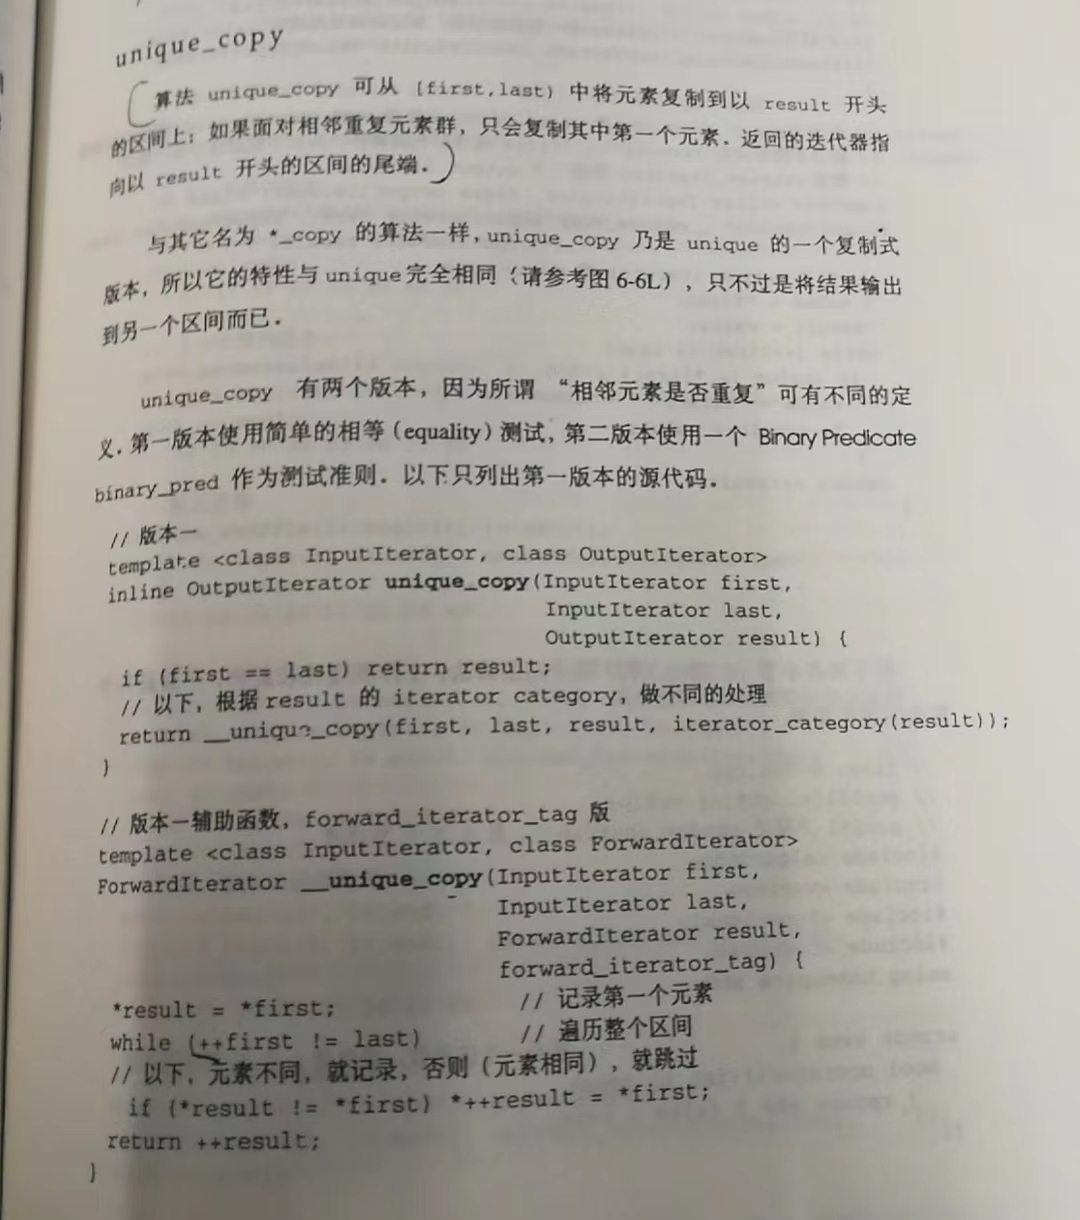 unique_copy
算法 unique_copy 可从 [first,last) 中将元素复制到以 result 开头
的区间上；如果面对相邻重复元素群，只会复制其中第一个元素．返回的迭代器指
向以 result 开头的区间的尾端．
与其它名为 *_copy 的算法一样，unique_copy 乃是 unique 的一个复制式
版本，所以它的特性与 unique 完全相同（请参考图 6-6L），只不过是将结果输出
到另一个区间而已．
unique_copy 有两个版本，因为所谓 “相邻元素是否重复”可有不同的定
义．第一版本使用简单的相等（equality）测试，第二版本使用一个 Binary Predicate
binary_pred 作为测试准则．以下只列出第一版本的源代码．
// 版本一
template <class InputIterator, class OutputIterator>
inline OutputIterator unique_copy(InputIterator first,
InputIterator last,
OutputIterator result) {
if (first == last) return result;
// 以下，根据 result 的 iterator category，做不同的处理
return __unique_copy(first, last, result, iterator_category(result));
}
// 版本一辅助函数，forward_iterator_tag 版
template <class InputIterator, class ForwardIterator>
ForwardIterator __unique_copy(InputIterator first,
InputIterator last,
ForwardIterator result,
forward_iterator_tag) {
*result = *first; // 记录第一个元素
while (++first != last) // 遍历整个区间
// 以下，元素不同，就记录，否则（元素相同），就跳过
if (*result != *first) *++result = *first;
return ++result;
}